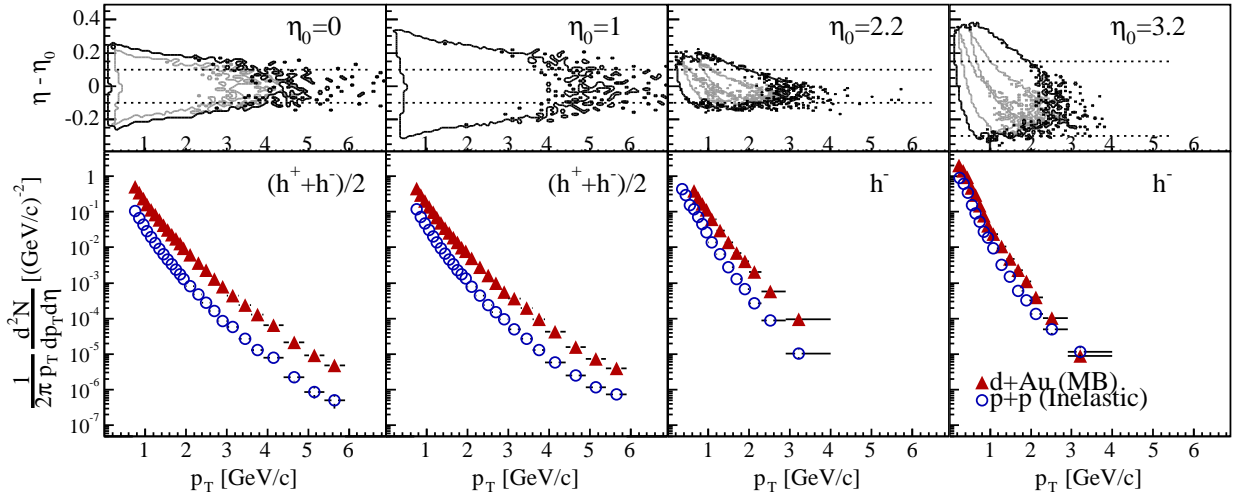 η - η₀
0.4
0.2
0
-0.2
η₀=0
η₀=1
η₀=2.2
η₀=3.2
1 2 3 4 5 6
1 2 3 4 5 6
1 2 3 4 5 6
1 2 3 4 5 6
1/(2π p_T) d²N/(dp_T dη) [(GeV/c)⁻²]
1
10⁻¹
10⁻²
10⁻³
10⁻⁴
10⁻⁵
10⁻⁶
10⁻⁷
(h⁺+h⁻)/2
(h⁺+h⁻)/2
h⁻
h⁻
d+Au (MB)
p+p (Inelastic)
1 2 3 4 5 6
1 2 3 4 5 6
1 2 3 4 5 6
1 2 3 4 5 6
p_T [GeV/c]
p_T [GeV/c]
p_T [GeV/c]
p_T [GeV/c]